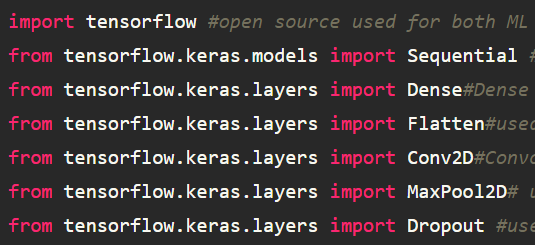 import tensorflow #open source used for both ML
from tensorflow.keras.models import Sequential #
from tensorflow.keras.layers import Dense#Dense
from tensorflow.keras.layers import Flatten#used
from tensorflow.keras.layers import Conv2D#Convo
from tensorflow.keras.layers import MaxPool2D# u
from tensorflow.keras.layers import Dropout #use